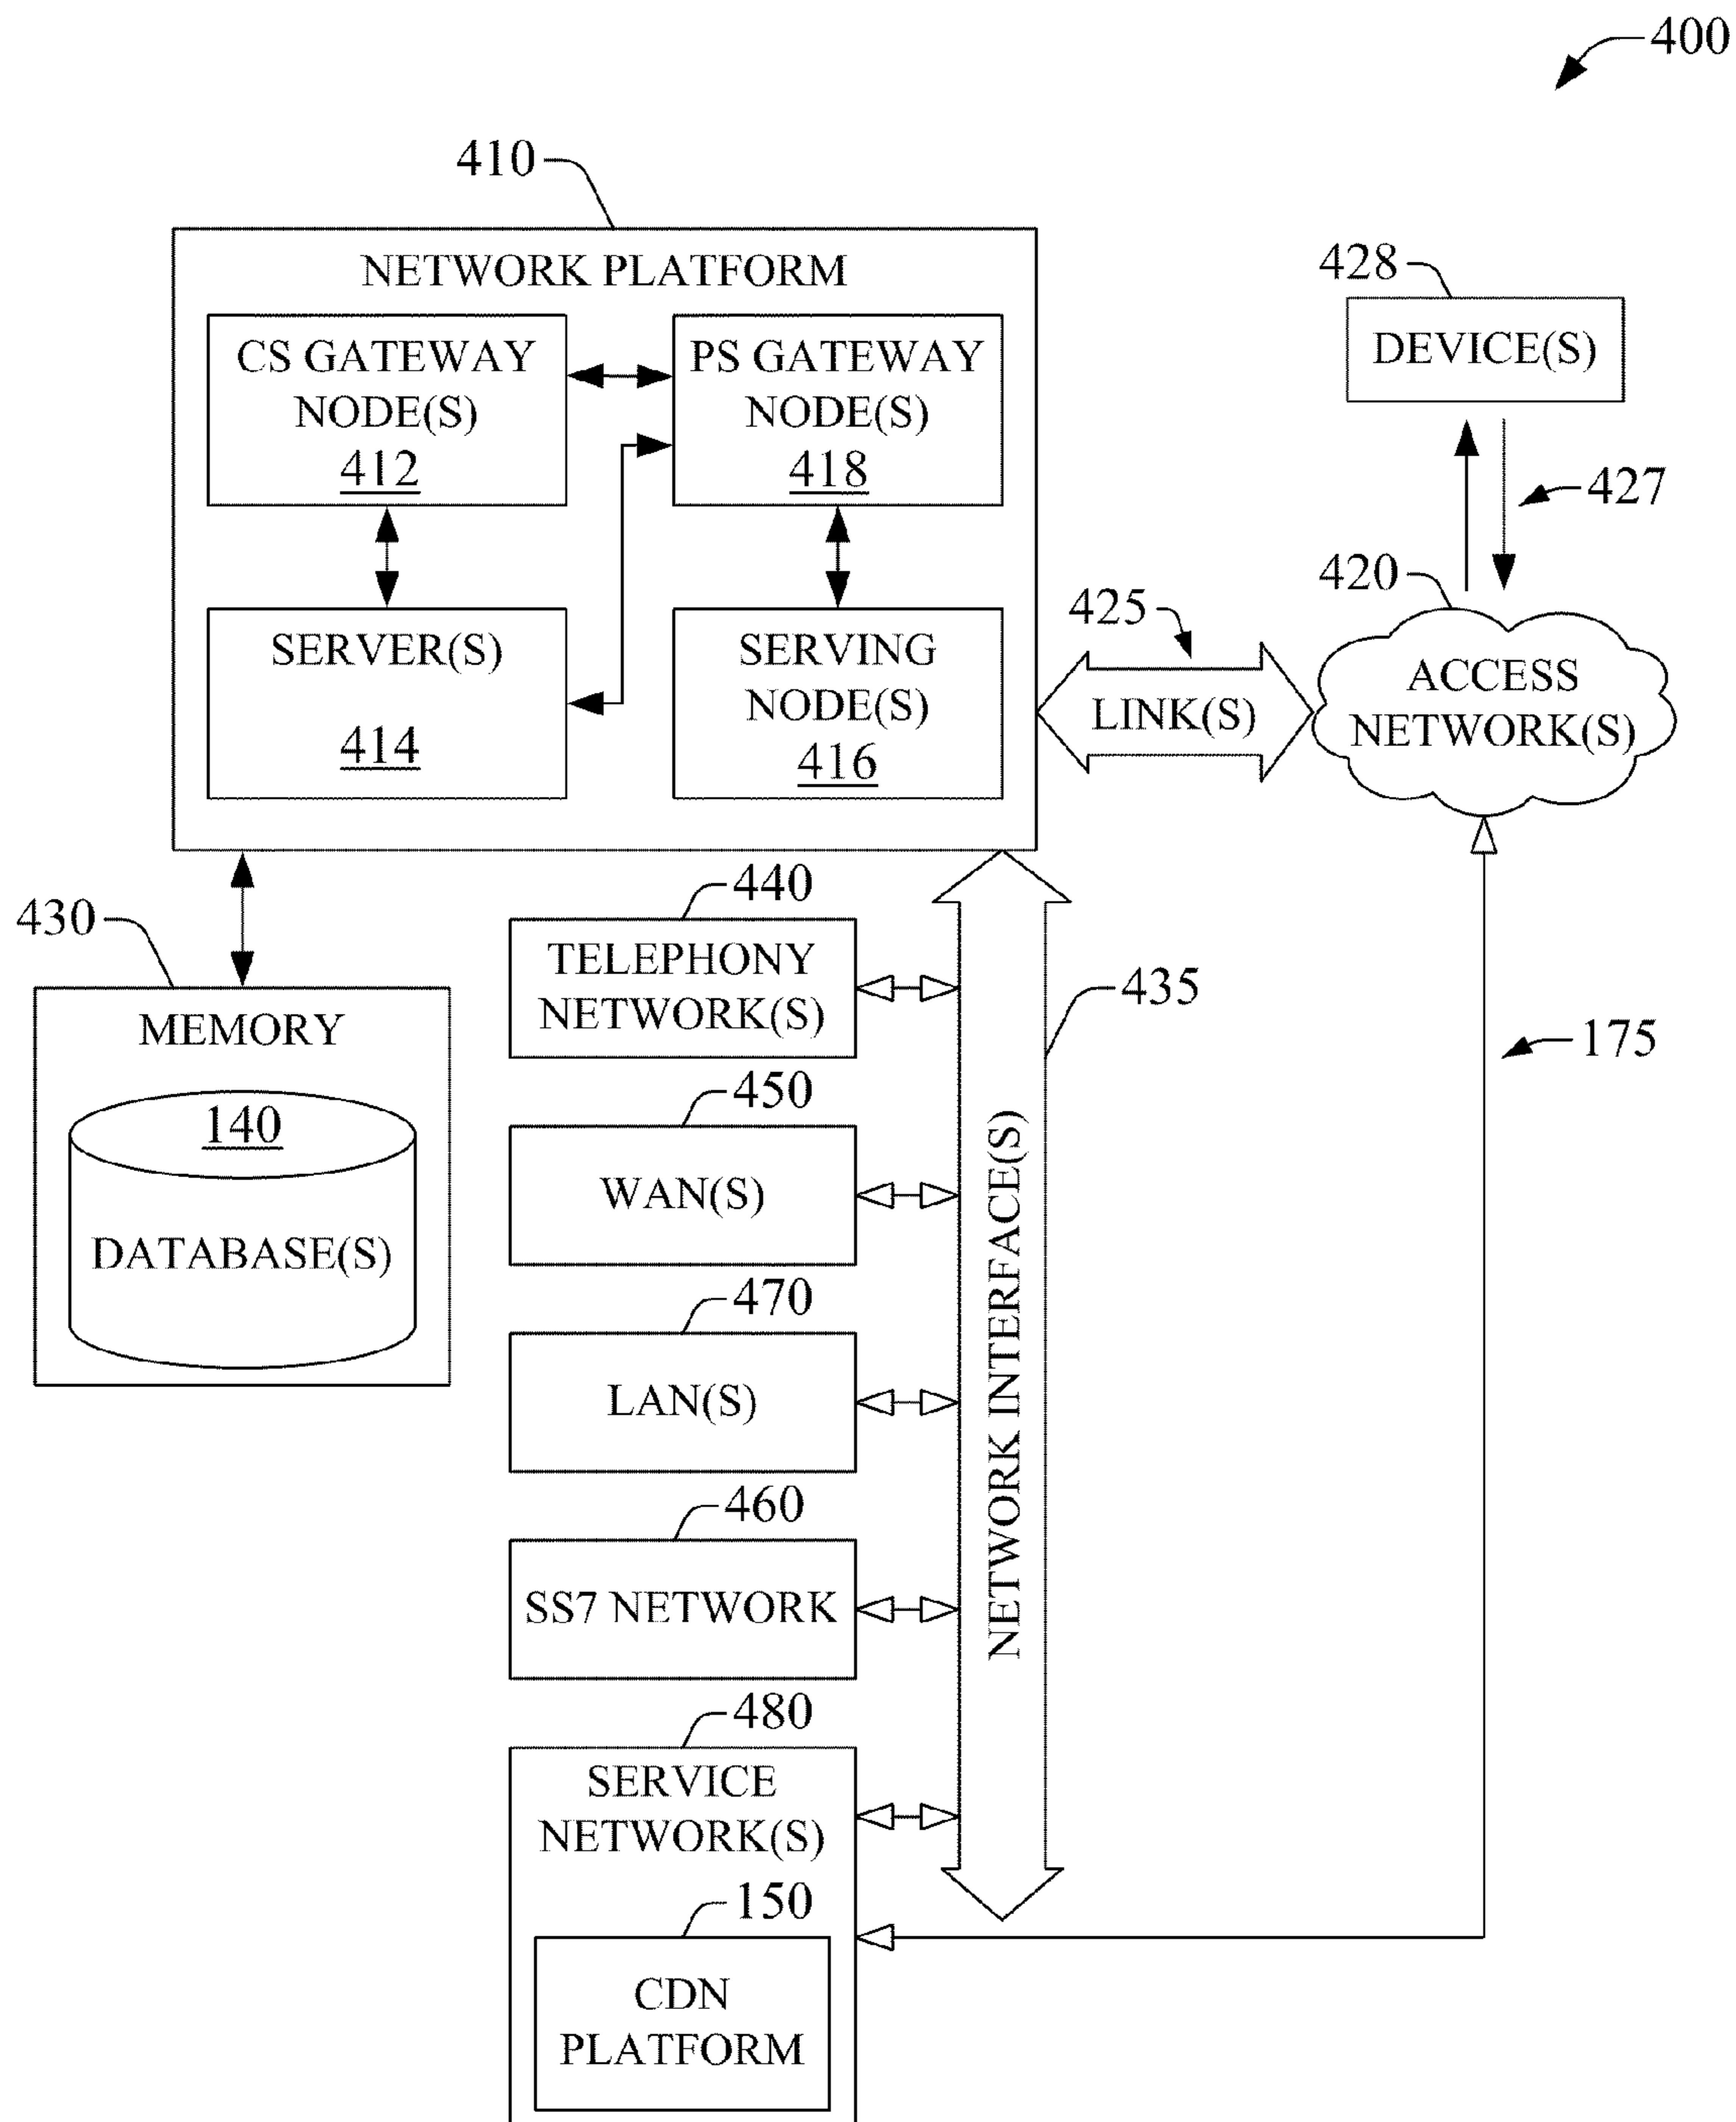 400
410
NETWORK PLATFORM
CS GATEWAY
NODE(S)
412
PS GATEWAY
NODE(S)
418
SERVER(S)
414
SERVING
NODE(S)
416
428
DEVICE(S)
427
420
ACCESS
NETWORK(S)
425
LINK(S)
430
MEMORY
140
DATABASE(S)
440
TELEPHONY
NETWORK(S)
435
175
450
WAN(S)
NETWORK INTERFACE(S)
470
LAN(S)
460
SS7 NETWORK
480
SERVICE
NETWORK(S)
150
CDN
PLATFORM